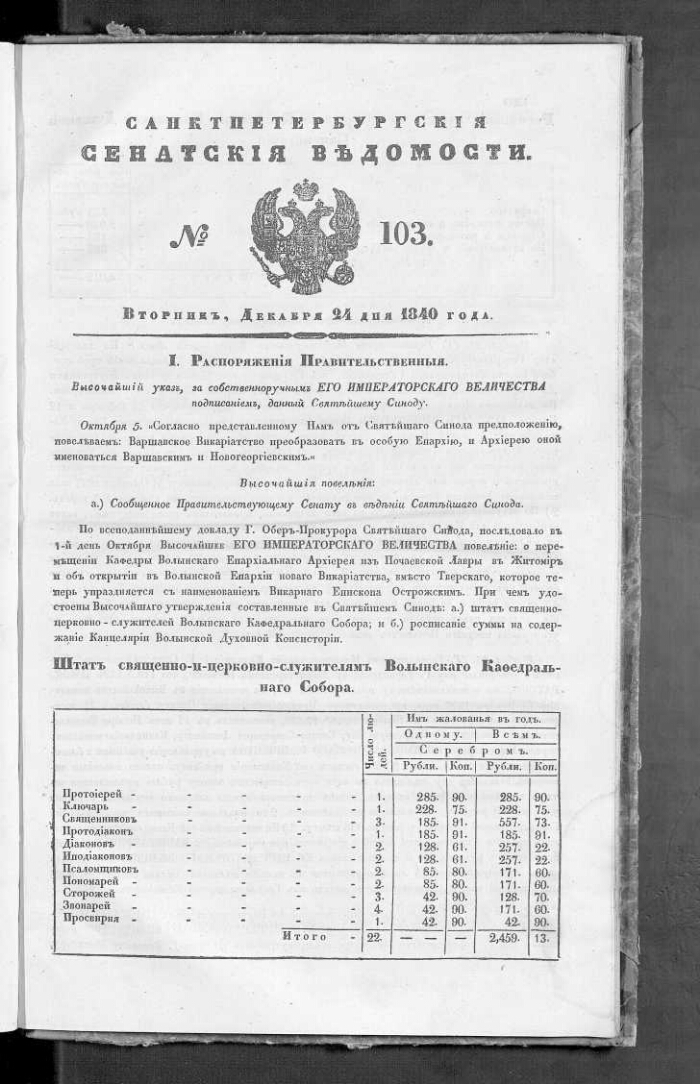 САНКТПЕТЕРБУРГСКІЯ
СЕНАТСКІЯ ВѢДОМОСТИ.
№ 103.
Вторникъ, Декабря 24 дня 1840 года.
I. Распоряженія Правительственныя.
Высочайшій указъ, за собственноручнымъ ЕГО ИМПЕРАТОРСКАГО ВЕЛИЧЕСТВА
подписаніемъ, данный Святѣйшему Синоду.
Октября 5. «Согласно представленному Намъ отъ Святѣйшаго Синода предположенію,
повелѣваемъ: Варшавское Викаріатство преобразовать въ особую Епархію, и Архіерею оной
именоваться Варшавскимъ и Новогеоргіевскимъ.»
Высочайшія повелѣнія:
а.) Сообщенное Правительствующему Сенату въ вѣдѣніи Святѣйшаго Синода.
По всеподданнѣйшему докладу Г. Оберъ-Прокурора Святѣйшаго Синода, послѣдовало въ
1-й день Октября Высочайшее ЕГО ИМПЕРАТОРСКАГО ВЕЛИЧЕСТВА повелѣніе: о пере-
мѣщеніи Кафедры Волынскаго Епархіальнаго Архіерея изъ Почаевской Лавры въ Житоміръ
и объ открытіи въ Волынской Епархіи новаго Викаріатства, вмѣсто Тверскаго, которое те-
перь упраздняется съ наименованіемъ Викарнаго Епископа Острожскимъ. При чемъ удо-
стоены Высочайшаго утвержденія составленные въ Святѣйшемъ Синодѣ: а.) штатъ священно-
церковно-служителей Волынскаго Кафедральнаго Собора; и б.) росписаніе суммы на содер-
жаніе Канцеляріи Волынской Духовной Консисторіи.
Штатъ священно-и-церковно-служителямъ Волынскаго Каѳедраль-
наго Собора.
Число лю-
дей.
Имъ жалованья въ годъ.
Одному. Всѣмъ.
Серебромъ.
Рубли. Коп. Рубли. Коп.
Протоіерей - - - - - 1. 285. 90. 285. 90.
Ключарь - - - - - 1. 228. 75. 228. 75.
Священниковъ - - - - 3. 185. 91. 557. 73.
Протодіаконъ - - - - 1. 185. 91. 185. 91.
Діаконовъ - - - - - 2. 128. 61. 257. 22.
Иподіаконовъ - - - - 2. 128. 61. 257. 22.
Псаломщиковъ - - - - 2. 85. 80. 171. 60.
Пономарей - - - - - 2. 85. 80. 171. 60.
Сторожей - - - - - 3. 42. 90. 128. 70.
Звонарей - - - - - 4. 42. 90. 171. 60.
Просвирня - - - - - 1. 42. 90. 42. 90.
Итого - 22. — — — 2,459. 13.